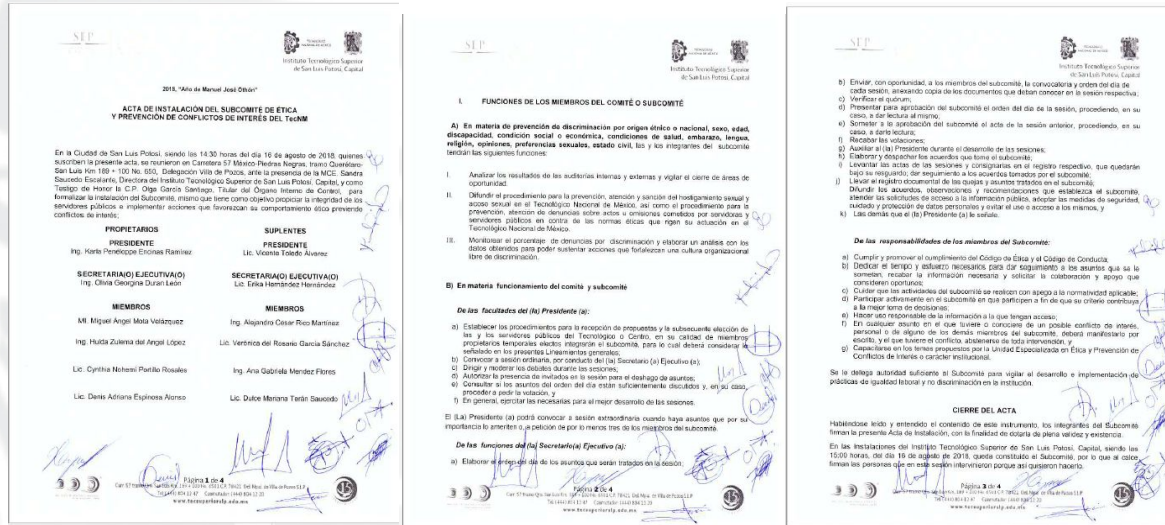 SEP
TECNOLÓGICO NACIONAL DE MÉXICO
Instituto Tecnológico Superior
de San Luis Potosí, Capital
2018, "Año de Manuel José Othón"
ACTA DE INSTALACIÓN DEL SUBCOMITÉ DE ÉTICA
Y PREVENCIÓN DE CONFLICTOS DE INTERÉS DEL TecNM
En la Ciudad de San Luis Potosí, siendo las 14:30 horas del día 16 de agosto de 2018, quienes
suscriben la presente acta, se reunieron en Carretera 57 México-Piedras Negras, tramo Querétaro-
San Luis Km 189 + 100 No. 650, Delegación Villa de Pozos, ante la presencia de la MCE. Sandra
Saucedo Escalante, Directora del Instituto Tecnológico Superior de San Luis Potosí, Capital, y como
Testigo de Honor la C.P. Olga García Santiago, Titular del Órgano Interno de Control, para
formalizar la instalación del Subcomité, mismo que tiene como objetivo propiciar la integridad de los
servidores públicos e implementar acciones que favorezcan su comportamiento ético previendo
conflictos de interés;
PROPIETARIOS SUPLENTES
PRESIDENTE PRESIDENTE
Ing. Karla Penéloppe Encinas Ramírez Lic. Vicenta Toledo Álvarez
SECRETARIA(O) EJECUTIVA(O) SECRETARIA(O) EJECUTIVA(O)
Ing. Olivia Georgina Duran León Lic. Erika Hernández Hernández
MIEMBROS MIEMBROS
MI. Miguel Ángel Mota Velázquez Ing. Alejandro Cesar Rico Martínez
Ing. Hulda Zulema del Angel López Lic. Verónica del Rosario García Sánchez
Lic. Cynthia Nohemí Portillo Rosales Ing. Ana Gabriela Mendez Flores
Lic. Denis Adriana Espinosa Alonso Lic. Dulce Mariana Terán Saucedo
Página 1 de 4
www.tecsuperiorslp.edu.mx
SEP
TECNOLÓGICO NACIONAL DE MÉXICO
Instituto Tecnológico Superior
de San Luis Potosí, Capital
I. FUNCIONES DE LOS MIEMBROS DEL COMITÉ O SUBCOMITÉ
A) En materia de prevención de discriminación por origen étnico o nacional, sexo, edad,
discapacidad, condición social o económica, condiciones de salud, embarazo, lengua,
religión, opiniones, preferencias sexuales, estado civil, las y los integrantes del subcomité
tendrán las siguientes funciones:
I. Analizar los resultados de las auditorias internas y externas y vigilar el cierre de áreas de
oportunidad.
II. Difundir el procedimiento para la prevención, atención y sanción del hostigamiento sexual y
acoso sexual en el Tecnológico Nacional de México, así como el procedimiento para la
prevención, atención de denuncias sobre actos u omisiones cometidos por servidoras y
servidores públicos en contra de las normas éticas que rigen su actuación en el
Tecnológico Nacional de México.
III. Monitorear el porcentaje de denuncias por discriminación y elaborar un análisis con los
datos obtenidos para poder sustentar acciones que fortalezcan una cultura organizacional
libre de discriminación.
B) En materia funcionamiento del comité y subcomité
De las facultades del (la) Presidente (a):
a) Establecer los procedimientos para la recepción de propuestas y la subsecuente elección de
las y los servidores públicos del Tecnológico o Centro, en su calidad de miembros
propietarios temporales electos integrarán el subcomité, para lo cual deberá considerar lo
señalado en los presentes Lineamientos generales;
b) Convocar a sesión ordinaria, por conducto del (la) Secretario (a) Ejecutivo (a);
c) Dirigir y moderar los debates durante las sesiones;
d) Autorizar la presencia de invitados en la sesión para el deshago de asuntos;
e) Consultar si los asuntos del orden del día están suficientemente discutidos y, en su caso,
proceder a pedir la votación, y
f) En general, ejercitar las necesarias para el mejor desarrollo de las sesiones.
El (La) Presidente (a) podrá convocar a sesión extraordinaria cuando haya asuntos que por su
importancia lo ameriten o, a petición de por lo menos tres de los miembros del subcomité.
De las funciones del (la) Secretario(a) Ejecutivo (a):
a) Elaborar el orden del día de los asuntos que serán tratados en la sesión;
Página 2 de 4
www.tecsuperiorslp.edu.mx
SEP
TECNOLÓGICO NACIONAL DE MÉXICO
Instituto Tecnológico Superior
de San Luis Potosí, Capital
b) Enviar, con oportunidad, a los miembros del subcomité, la convocatoria y orden del día de
cada sesión, anexando copia de los documentos que deban conocer en la sesión respectiva;
c) Verificar el quórum;
d) Presentar para aprobación del subcomité el orden del día de la sesión, procediendo, en su
caso, a dar lectura al mismo;
e) Someter a la aprobación del subcomité el acta de la sesión anterior, procediendo, en su
caso, a darle lectura;
f) Recabar las votaciones;
g) Auxiliar al (la) Presidente durante el desarrollo de las sesiones;
h) Elaborar y despachar los acuerdos que tome el subcomité;
i) Levantar las actas de las sesiones y consignarlas en el registro respectivo, que quedarán
bajo su resguardo; dar seguimiento a los acuerdos tomados por el subcomité;
j) Llevar el registro documental de las quejas y asuntos tratados en el subcomité;
Difundir los acuerdos, observaciones y recomendaciones que establezca el subcomité,
atender las solicitudes de acceso a la información pública, adoptar las medidas de seguridad,
cuidado y protección de datos personales y evitar el uso o acceso a los mismos, y
k) Las demás que el (la) Presidente (a) le señale.
De las responsabilidades de los miembros del Subcomité:
a) Cumplir y promover el cumplimiento del Código de Ética y el Código de Conducta;
b) Dedicar el tiempo y esfuerzo necesarios para dar seguimiento a los asuntos que se le
sometan, recabar la información necesaria y solicitar la colaboración y apoyo que
consideren oportunos;
c) Cuidar que las actividades del subcomité se realicen con apego a la normatividad aplicable;
d) Participar activamente en el subcomité en que participen a fin de que su criterio contribuya
a la mejor toma de decisiones;
e) Hacer uso responsable de la información a la que tengan acceso;
f) En cualquier asunto en el que tuviere o conociere de un posible conflicto de interés,
personal o de alguno de los demás miembros del subcomité, deberá manifestarlo por
escrito, y el que tuviere el conflicto, abstenerse de toda intervención, y
g) Capacitarse en los temas propuestos por la Unidad Especializada en Ética y Prevención de
Conflictos de Interés o carácter institucional.
Se le delega autoridad suficiente al Subcomité para vigilar el desarrollo e implementación de
prácticas de igualdad laboral y no discriminación en la institución.
CIERRE DEL ACTA
Habiéndose leído y entendido el contenido de este instrumento, los integrantes del Subcomité
firman la presente Acta de Instalación, con la finalidad de dotarla de plena validez y existencia.
En las Instalaciones del Instituto Tecnológico Superior de San Luis Potosí, Capital, siendo las
15:00 horas, del día 16 de agosto de 2018, queda constituido el Subcomité, por lo que al calce
firman las personas que en esta sesión intervinieron porque así quisieron hacerlo.
Página 3 de 4
www.tecsuperiorslp.edu.mx